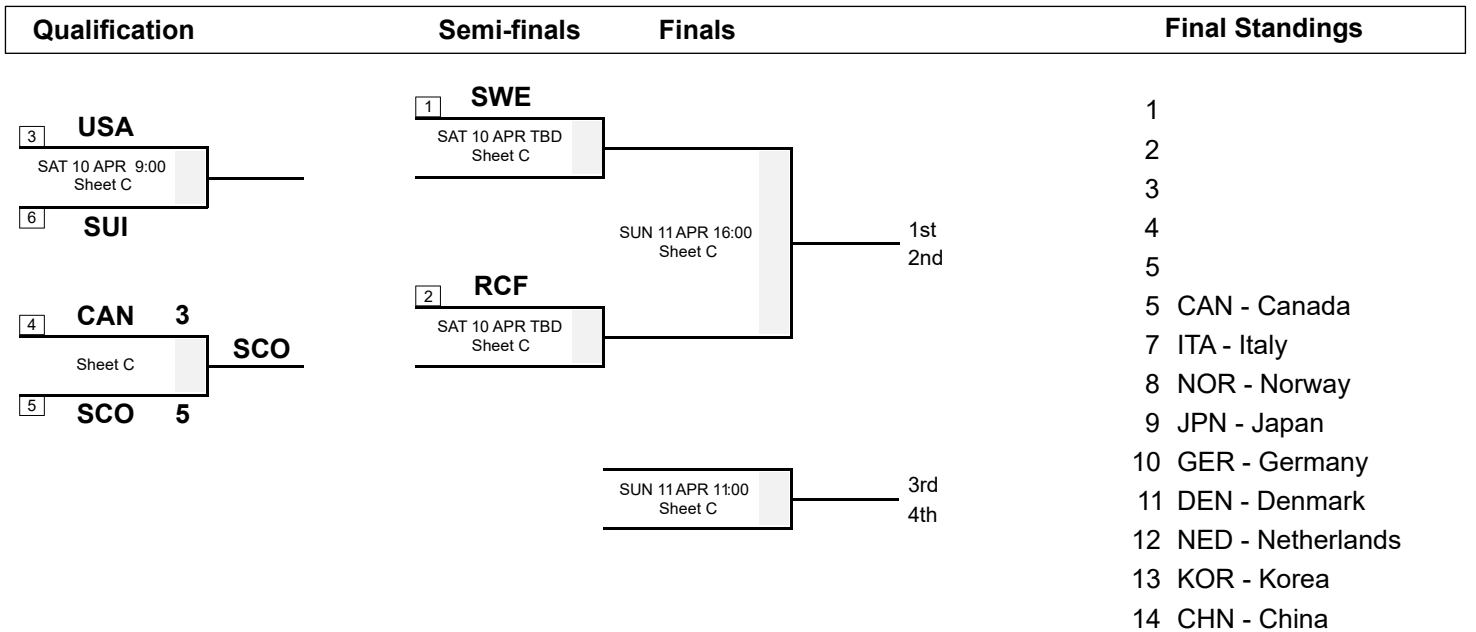 Qualification Semi-finals Finals Final Standings
3 USA
SAT 10 APR 9:00
Sheet C
6 SUI
4 CAN 3
Sheet C
SCO
5 SCO 5
1 SWE
SAT 10 APR TBD
Sheet C
2 RCF
SAT 10 APR TBD
Sheet C
SUN 11 APR 16:00
Sheet C
1st
2nd
SUN 11 APR 11:00
Sheet C
3rd
4th
1
2
3
4
5
5 CAN - Canada
7 ITA - Italy
8 NOR - Norway
9 JPN - Japan
10 GER - Germany
11 DEN - Denmark
12 NED - Netherlands
13 KOR - Korea
14 CHN - China